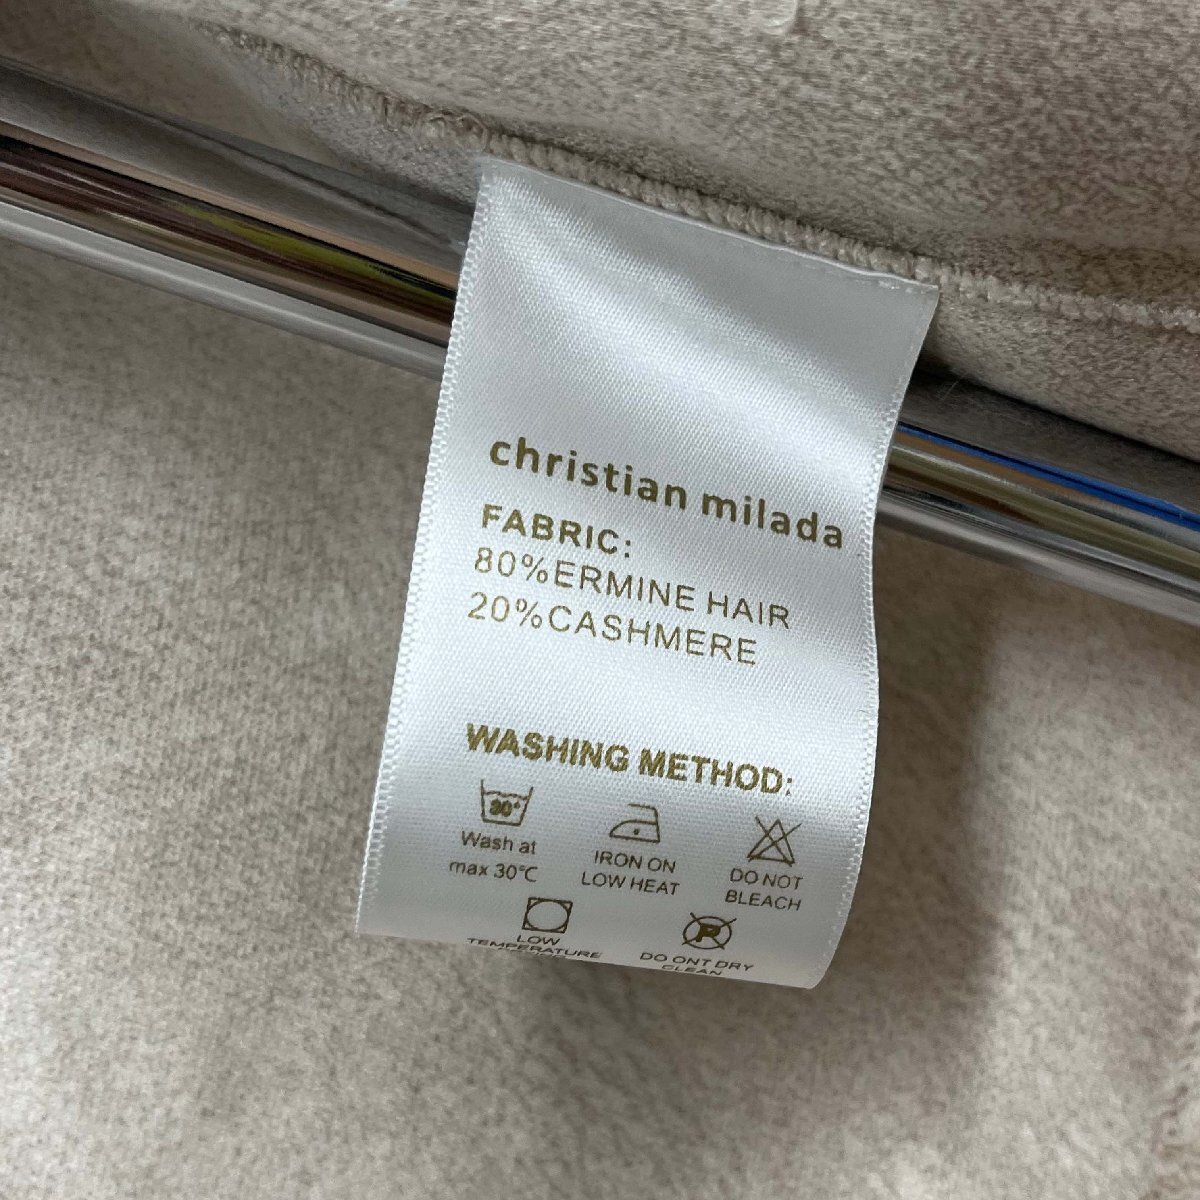 christian milada
FABRIC:
80%ERMINE HAIR
20%CASHMERE
WASHING METHOD:
30°
Wash at
max 30℃
IRON ON
LOW HEAT
DO NOT
BLEACH
P
LOW
TEMPERATURE
DO ONT DRY
CLEAN